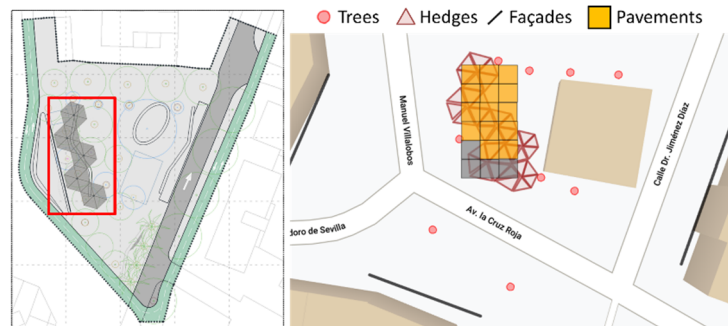 Trees Hedges Façades Pavements
Manuel Villalobos
Calle Dr. Jiménez Díaz
Av. la Cruz Roja
doro de Sevilla